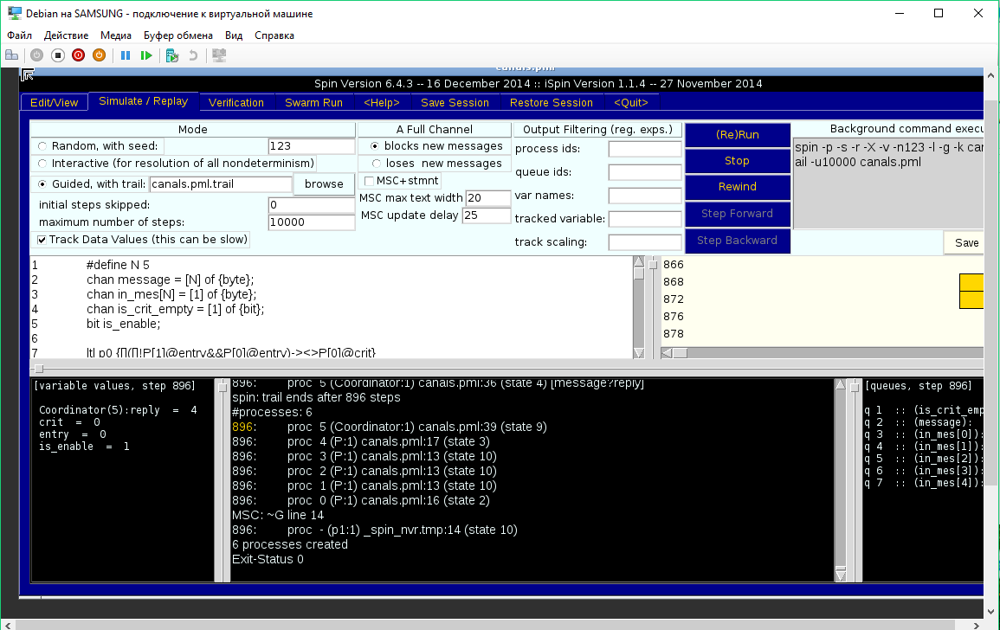 Debian на SAMSUNG - подключение к виртуальной машине
Файл Действие Медиа Буфер обмена Вид Справка
canals.pml
Spin Version 6.4.3 -- 16 December 2014 :: iSpin Version 1.1.4 -- 27 November 2014
Edit/View Simulate / Replay Verification Swarm Run <Help> Save Session Restore Session <Quit>
Mode
Random, with seed: 123
Interactive (for resolution of all nondeterminism)
Guided, with trail: canals.pml.trail browse
initial steps skipped: 0
maximum number of steps: 10000
Track Data Values (this can be slow)
A Full Channel
blocks new messages
loses new messages
MSC+stmnt
MSC max text width 20
MSC update delay 25
Output Filtering (reg. exps.)
process ids:
queue ids:
var names:
tracked variable:
track scaling:
(Re)Run
Stop
Rewind
Step Forward
Step Backward
Background command execu
spin -p -s -r -X -v -n123 -l -g -k can
ail -u10000 canals.pml
Save
1 #define N 5
2 chan message = [N] of {byte};
3 chan in_mes[N] = [1] of {byte};
4 chan is_crit_empty = [1] of {bit};
5 bit is_enable;
6
7 ltl p0 {[]([]!P[1]@entry&&P[0]@entry)-><>P[0]@crit}
866
868
872
876
878
[variable values, step 896]
Coordinator(5):reply = 4
crit = 0
entry = 0
is_enable = 1
896: proc 5 (Coordinator:1) canals.pml:36 (state 4) [message?reply]
spin: trail ends after 896 steps
#processes: 6
896: proc 5 (Coordinator:1) canals.pml:39 (state 9)
896: proc 4 (P:1) canals.pml:17 (state 3)
896: proc 3 (P:1) canals.pml:13 (state 10)
896: proc 2 (P:1) canals.pml:13 (state 10)
896: proc 1 (P:1) canals.pml:13 (state 10)
896: proc 0 (P:1) canals.pml:16 (state 2)
MSC: ~G line 14
896: proc - (p1:1) _spin_nvr.tmp:14 (state 10)
6 processes created
Exit-Status 0
[queues, step 896]
q 1 :: (is_crit_emp
q 2 :: (message):
q 3 :: (in_mes[0]):
q 4 :: (in_mes[1]):
q 5 :: (in_mes[2]):
q 6 :: (in_mes[3]):
q 7 :: (in_mes[4]):